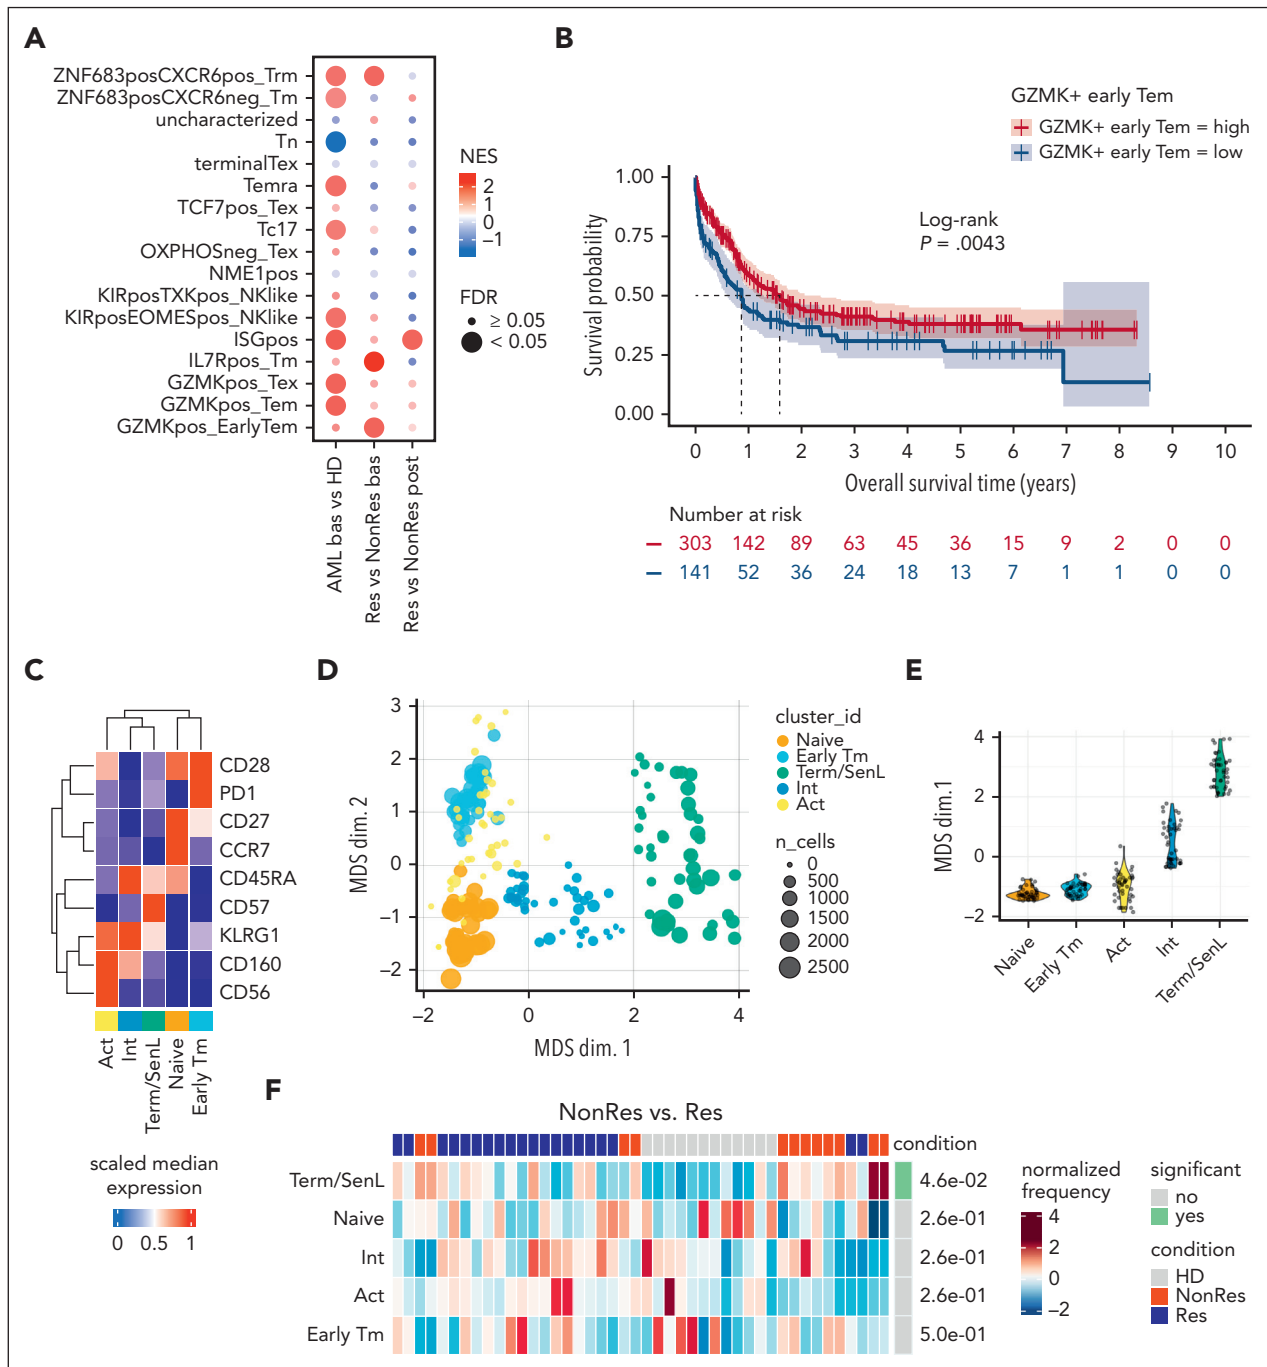 A
ZNF683posCXCR6pos_Trm
ZNF683posCXCR6neg_Tm
uncharacterized
Tn
terminalTex
Temra
TCF7pos_Tex
Tc17
OXPHOSneg_Tex
NME1pos
KIRposTXKpos_NKlike
KIRposEOMESpos_NKlike
ISGpos
IL7Rpos_Tm
GZMKpos_Tex
GZMKpos_Tem
GZMKpos_EarlyTem
AML bas vs HD
Res vs NonRes bas
Res vs NonRes post
NES
2
1
0
−1
FDR
≥ 0.05
< 0.05
B
GZMK+ early Tem
GZMK+ early Tem = high
GZMK+ early Tem = low
Log-rank
P = .0043
Survival probability
1.00
0.75
0.50
0.25
0.00
0 1 2 3 4 5 6 7 8 9 10
Overall survival time (years)
Number at risk
303 142 89 63 45 36 15 9 2 0 0
141 52 36 24 18 13 7 1 1 0 0
C
CD28
PD1
CD27
CCR7
CD45RA
CD57
KLRG1
CD160
CD56
Act
Int
Term/SenL
Naive
Early Tm
scaled median
expression
0 0.5 1
D
MDS dim. 2
3
2
1
0
−1
−2
−2 0 2 4
MDS dim. 1
cluster_id
Naive
Early Tm
Term/SenL
Int
Act
n_cells
0
500
1000
1500
2000
2500
E
MDS dim.1
4
2
0
−2
Naive
Early Tm
Act
Int
Term/SenL
F
NonRes vs. Res
condition
Term/SenL 4.6e-02
Naive 2.6e-01
Int 2.6e-01
Act 2.6e-01
Early Tm 5.0e-01
normalized
frequency
4
2
0
−2
significant
no
yes
condition
HD
NonRes
Res